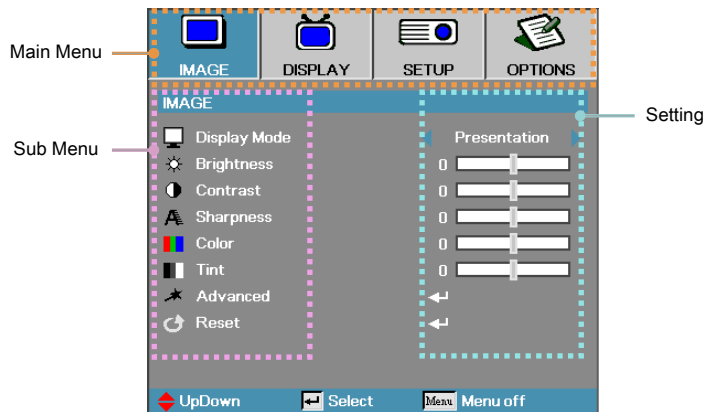 Main Menu
IMAGE DISPLAY SETUP OPTIONS
IMAGE
Setting
Display Mode Presentation
Sub Menu
Brightness 0
Contrast 0
Sharpness 0
Color 0
Tint 0
Advanced
Reset
UpDown Select Menu Menu off